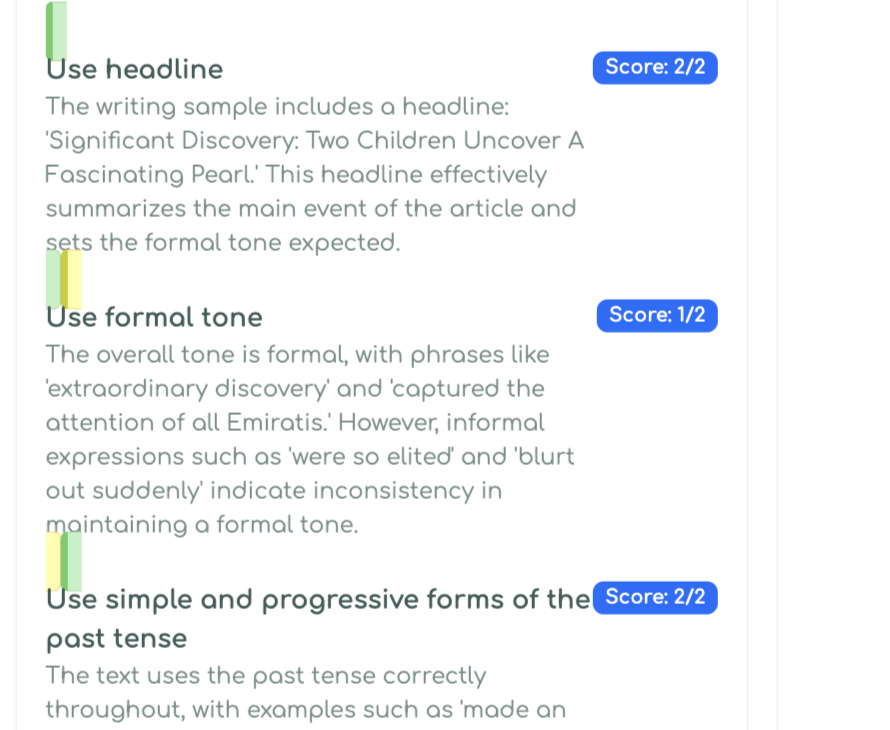 Use headline
Score: 2/2
The writing sample includes a headline:
'Significant Discovery: Two Children Uncover A
Fascinating Pearl.' This headline effectively
summarizes the main event of the article and
sets the formal tone expected.
Use formal tone
Score: 1/2
The overall tone is formal, with phrases like
'extraordinary discovery' and 'captured the
attention of all Emiratis.' However, informal
expressions such as 'were so elited' and 'blurt
out suddenly' indicate inconsistency in
maintaining a formal tone.
Use simple and progressive forms of the
Score: 2/2
past tense
The text uses the past tense correctly
throughout, with examples such as 'made an